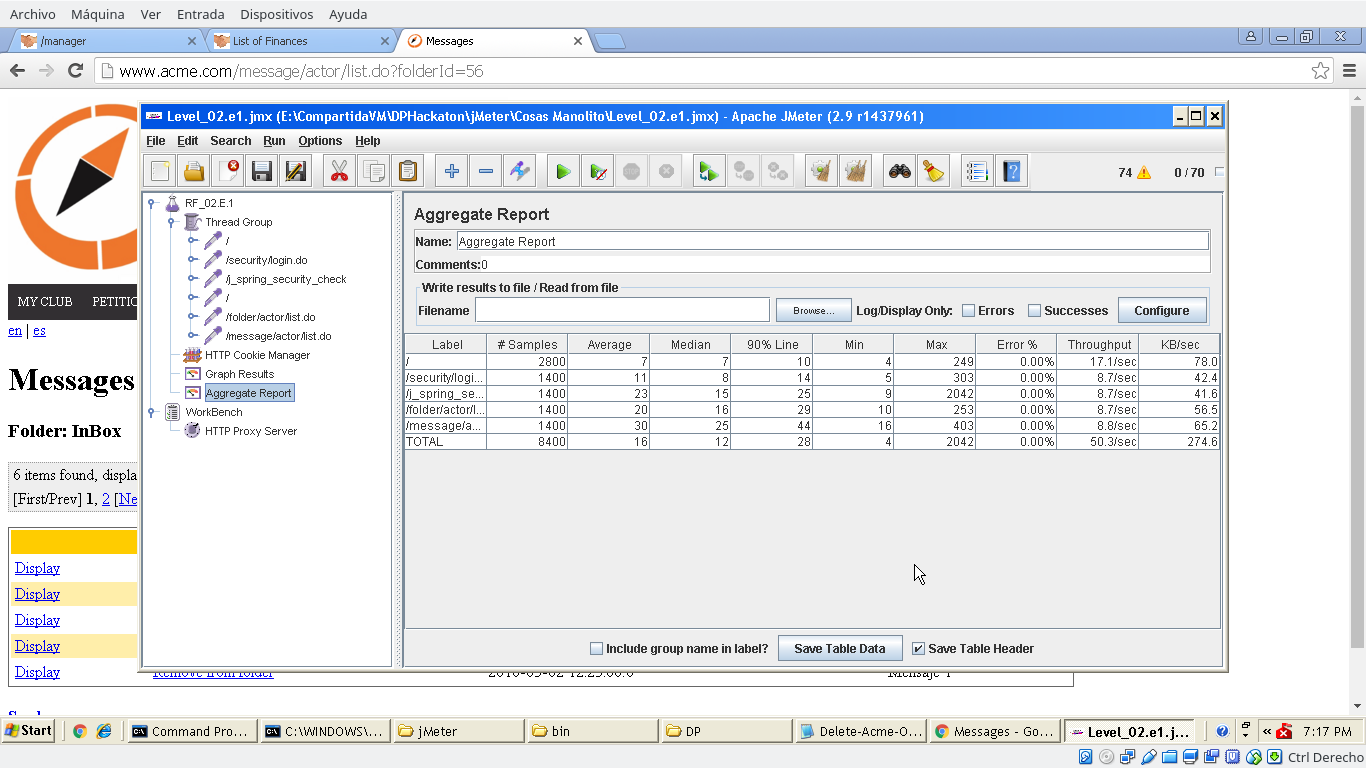 Archivo Máquina Ver Entrada Dispositivos Ayuda
/manager List of Finances Messages
www.acme.com/message/actor/list.do?folderId=56
Level_02.e1.jmx (E:\CompartidaVM\DPHackaton\jMeter\Cosas Manolito\Level_02.e1.jmx) - Apache JMeter (2.9 r1437961)
File Edit Search Run Options Help
74 0 / 70
RF_02.E.1
Thread Group
/
/security/login.do
/j_spring_security_check
/
/folder/actor/list.do
/message/actor/list.do
HTTP Cookie Manager
Graph Results
Aggregate Report
WorkBench
HTTP Proxy Server
Aggregate Report
Name: Aggregate Report
Comments: 0
Write results to file / Read from file
Filename Browse... Log/Display Only: Errors Successes Configure
Label # Samples Average Median 90% Line Min Max Error % Throughput KB/sec
/ 2800 7 7 10 4 249 0.00% 17.1/sec 78.0
/security/logi... 1400 11 8 14 5 303 0.00% 8.7/sec 42.4
/j_spring_se... 1400 23 15 25 9 2042 0.00% 8.7/sec 41.6
/folder/actor/l... 1400 20 16 29 10 253 0.00% 8.7/sec 56.5
/message/a... 1400 30 25 44 16 403 0.00% 8.8/sec 65.2
TOTAL 8400 16 12 28 4 2042 0.00% 50.3/sec 274.6
Include group name in label? Save Table Data Save Table Header
MY CLUB PETITIC
en | es
Messages
Folder: InBox
6 items found, displa
[First/Prev] 1, 2 [Ne
Display
Display
Display
Display
Display Remove from folder
Start Command Pro... C:\WINDOWS\... jMeter bin DP Delete-Acme-O... Messages - Go... Level_02.e1.j... 7:17 PM
Ctrl Derecho